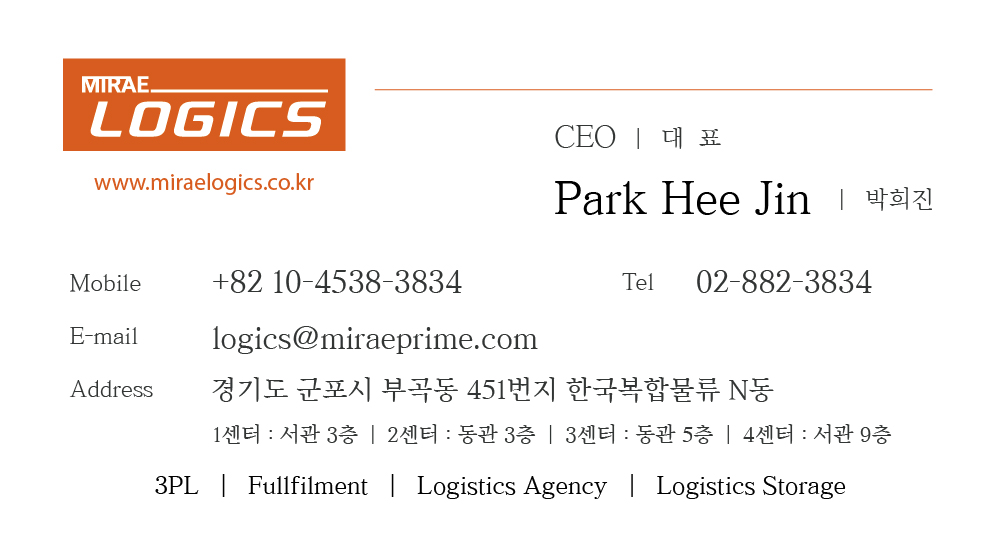 MIRAE
LOGICS
www.miraelogics.co.kr
CEO | 대 표
Park Hee Jin | 박희진
Mobile +82 10-4538-3834 Tel 02-882-3834
E-mail logics@miraeprime.com
Address 경기도 군포시 부곡동 451번지 한국복합물류 N동
1센터 : 서관 3층 | 2센터 : 동관 3층 | 3센터 : 동관 5층 | 4센터 : 서관 9층
3PL | Fullfilment | Logistics Agency | Logistics Storage